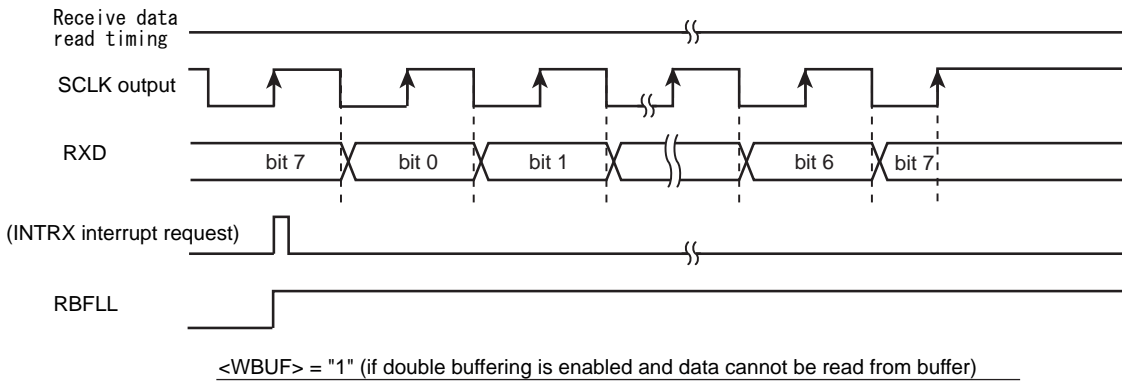 Receive data
read timing
SCLK output
RXD
bit 7
bit 0
bit 1
bit 6
bit 7
(INTRX interrupt request)
RBFLL
<WBUF> = "1" (if double buffering is enabled and data cannot be read from buffer)